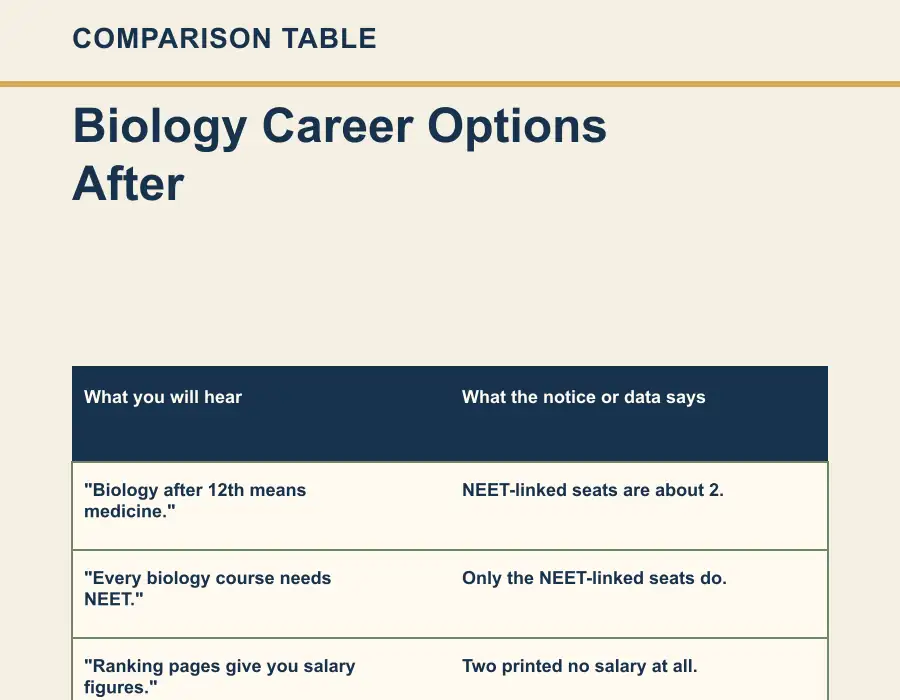 COMPARISON TABLE
Biology Career Options
After
What you will hear
What the notice or data says
"Biology after 12th means
medicine."
NEET-linked seats are about 2.
"Every biology course needs
NEET."
Only the NEET-linked seats do.
"Ranking pages give you salary
figures."
Two printed no salary at all.